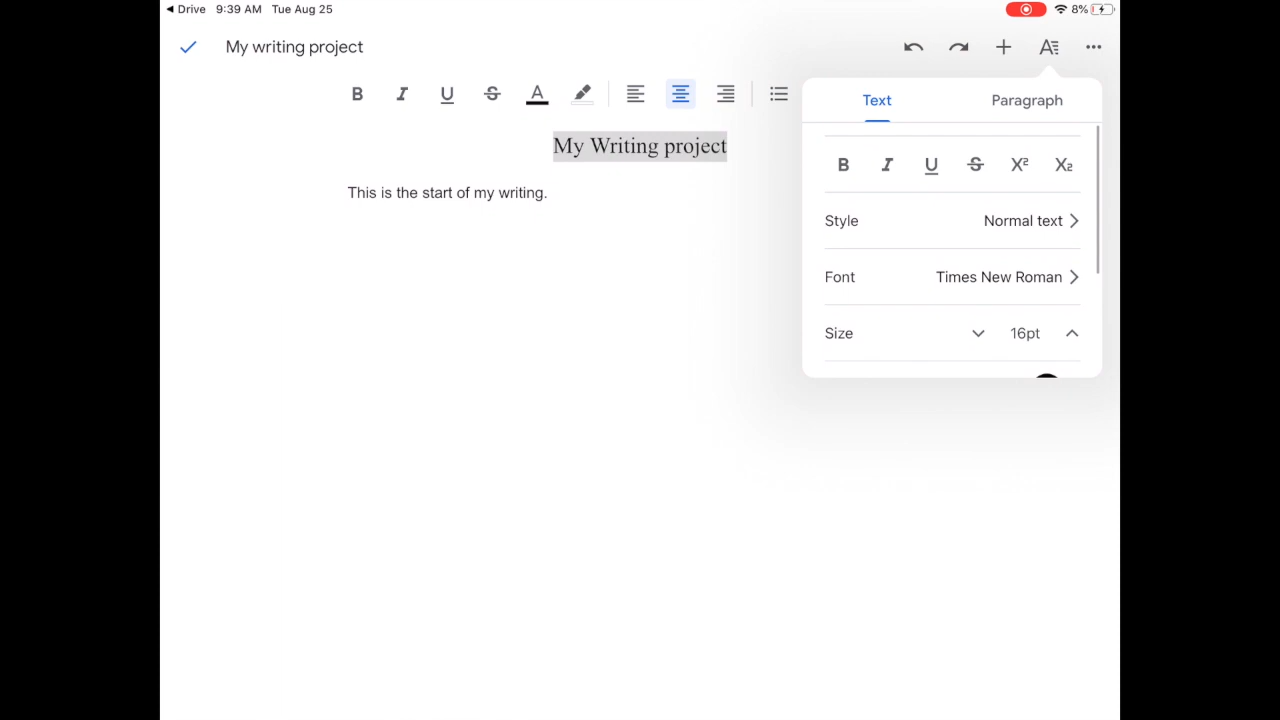 Drive 9:39 AM Tue Aug 25 8%
My writing project
B I U S A
Text Paragraph
My Writing project
B I U S X² X₂
This is the start of my writing.
Style Normal text
Font Times New Roman
Size 16pt